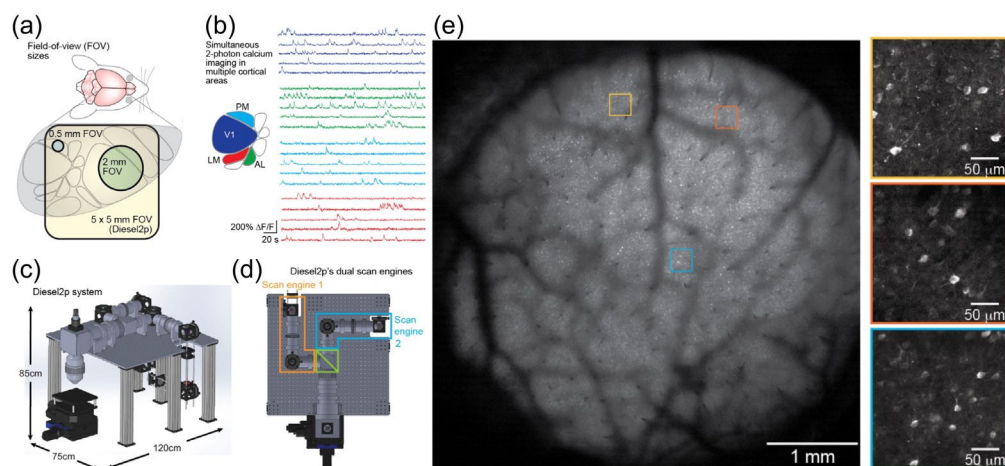 (a)
Field-of-view (FOV)
sizes
0.5 mm FOV
2 mm
FOV
5 x 5 mm FOV
(Diesel2p)
(b)
Simultaneous
2-photon calcium
imaging in
multiple cortical
areas
PM
V1
LM
AL
200% ΔF/F
20 s
(c)
Diesel2p system
85cm
75cm
120cm
(d)
Diesel2p's dual scan engines
Scan engine 1
Scan
engine
2
(e)
1 mm
50 μm
50 μm
50 μm